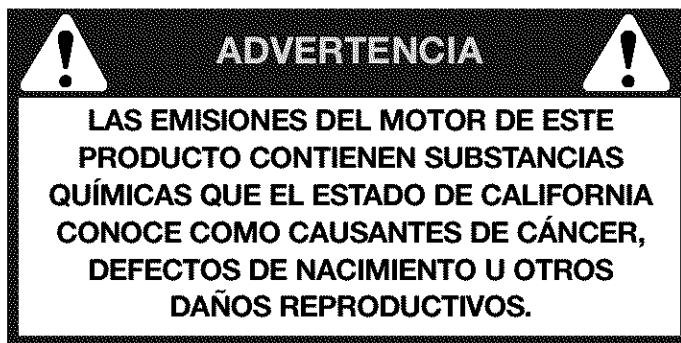 ADVERTENCIA
LAS EMISIONES DEL MOTOR DE ESTE
PRODUCTO CONTIENEN SUBSTANCIAS
QUÍMICAS QUE EL ESTADO DE CALIFORNIA
CONOCE COMO CAUSANTES DE CÁNCER,
DEFECTOS DE NACIMIENTO U OTROS
DAÑOS REPRODUCTIVOS.